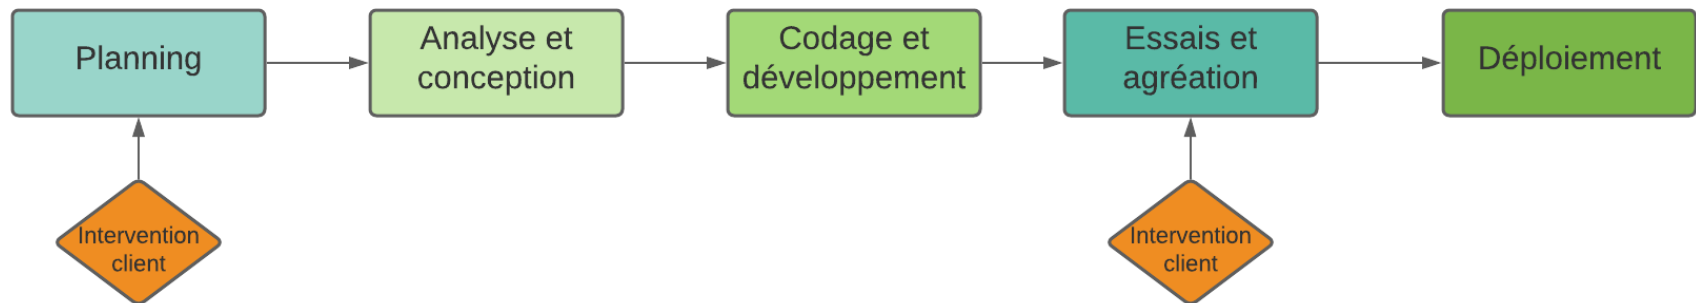 Planning
Analyse et
conception
Codage et
développement
Essais et
agréation
Déploiement
Intervention
client
Intervention
client